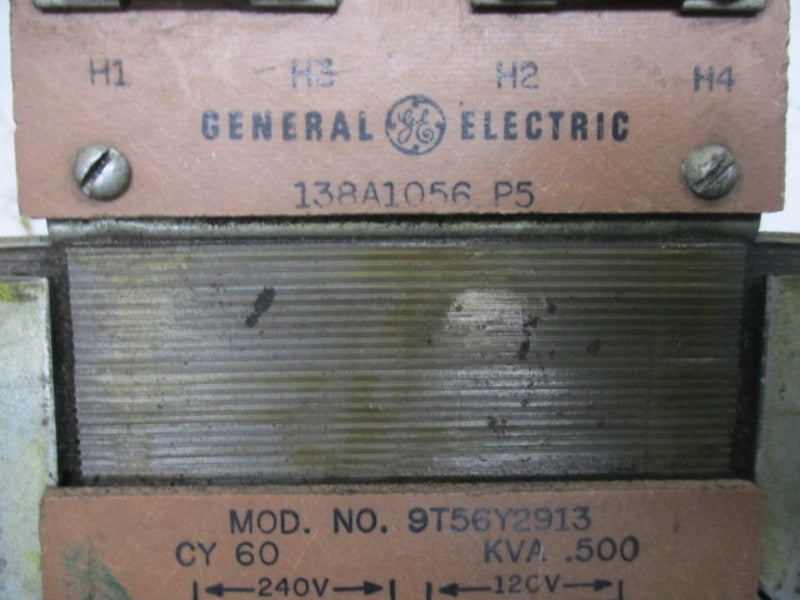 H1 H3 H2 H4
GENERAL GE ELECTRIC
138A1056 P5
MOD. NO. 9T56Y2913
CY 60 KVA .500
240V 120V